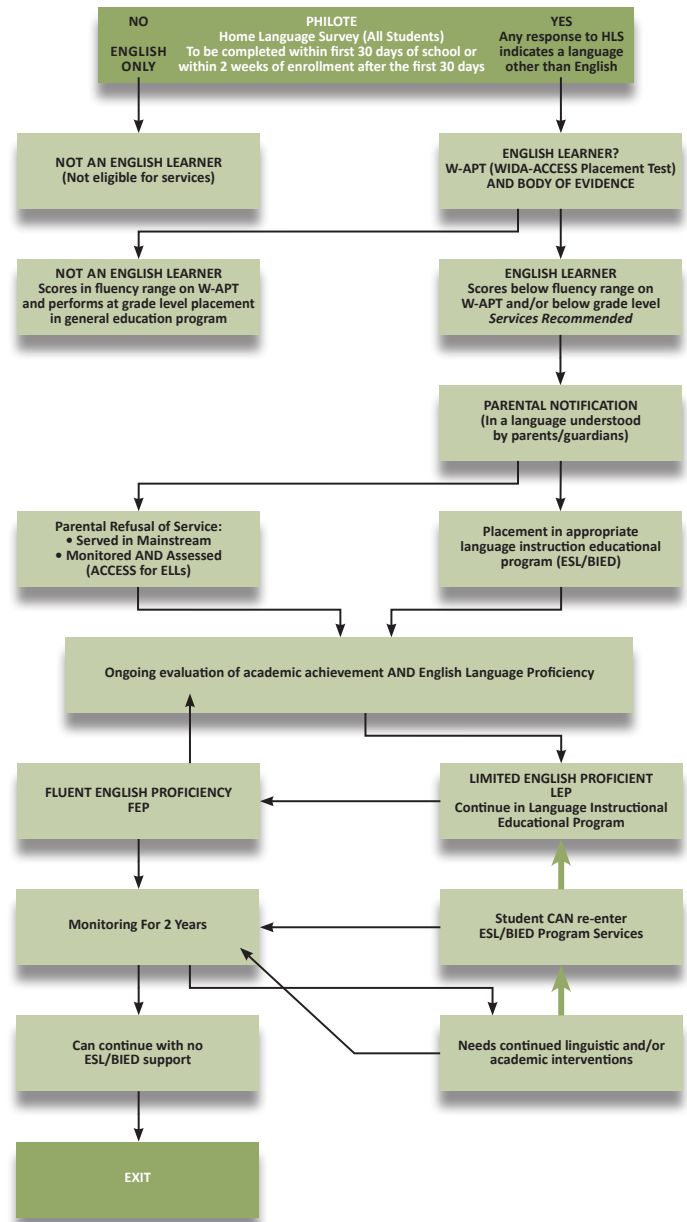 NO
ENGLISH
ONLY
PHILOTE
Home Language Survey (All Students)
To be completed within first 30 days of school or
within 2 weeks of enrollment after the first 30 days
YES
Any response to HLS
indicates a language
other than English
NOT AN ENGLISH LEARNER
(Not eligible for services)
ENGLISH LEARNER?
W-APT (WIDA-ACCESS Placement Test)
AND BODY OF EVIDENCE
NOT AN ENGLISH LEARNER
Scores in fluency range on W-APT
and performs at grade level placement
in general education program
ENGLISH LEARNER
Scores below fluency range on
W-APT and/or below grade level
Services Recommended
PARENTAL NOTIFICATION
(In a language understood
by parents/guardians)
Parental Refusal of Service:
• Served in Mainstream
• Monitored AND Assessed
(ACCESS for ELLs)
Placement in appropriate
language instruction educational
program (ESL/BIED)
Ongoing evaluation of academic achievement AND English Language Proficiency
FLUENT ENGLISH PROFICIENCY
FEP
LIMITED ENGLISH PROFICIENT
LEP
Continue in Language Instructional
Educational Program
Monitoring For 2 Years
Student CAN re-enter
ESL/BIED Program Services
Can continue with no
ESL/BIED support
Needs continued linguistic and/or
academic interventions
EXIT